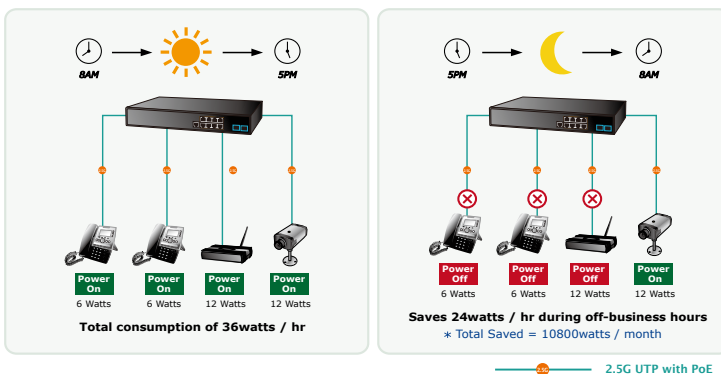 8AM
5PM
Power On
Power On
Power On
Power On
6 Watts
6 Watts
12 Watts
12 Watts
Total consumption of 36watts / hr
5PM
8AM
Power Off
Power Off
Power Off
Power On
6 Watts
6 Watts
12 Watts
12 Watts
Saves 24watts / hr during off-business hours
* Total Saved = 10800watts / month
2.5G
2.5G UTP with PoE